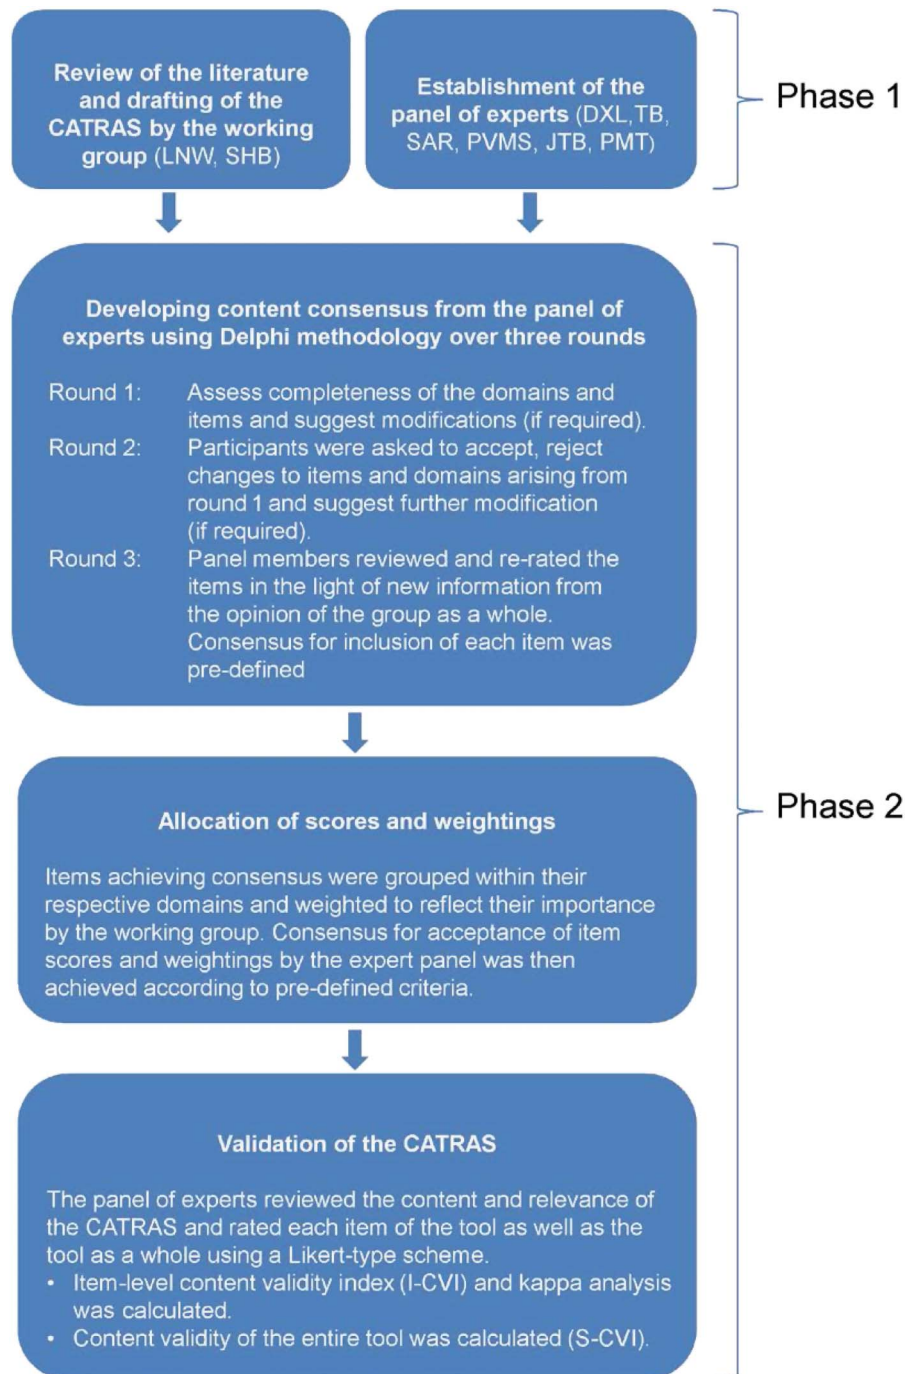 Review of the literature
and drafting of the
CATRAS by the working
group (LNW, SHB)
Establishment of the
panel of experts (DXL,TB,
SAR, PVMS, JTB, PMT)
Phase 1
Developing content consensus from the panel of
experts using Delphi methodology over three rounds
Round 1: Assess completeness of the domains and
items and suggest modifications (if required).
Round 2: Participants were asked to accept, reject
changes to items and domains arising from
round 1 and suggest further modification
(if required).
Round 3: Panel members reviewed and re-rated the
items in the light of new information from
the opinion of the group as a whole.
Consensus for inclusion of each item was
pre-defined
Phase 2
Allocation of scores and weightings
Items achieving consensus were grouped within their
respective domains and weighted to reflect their importance
by the working group. Consensus for acceptance of item
scores and weightings by the expert panel was then
achieved according to pre-defined criteria.
Validation of the CATRAS
The panel of experts reviewed the content and relevance of
the CATRAS and rated each item of the tool as well as the
tool as a whole using a Likert-type scheme.
• Item-level content validity index (I-CVI) and kappa analysis
was calculated.
• Content validity of the entire tool was calculated (S-CVI).